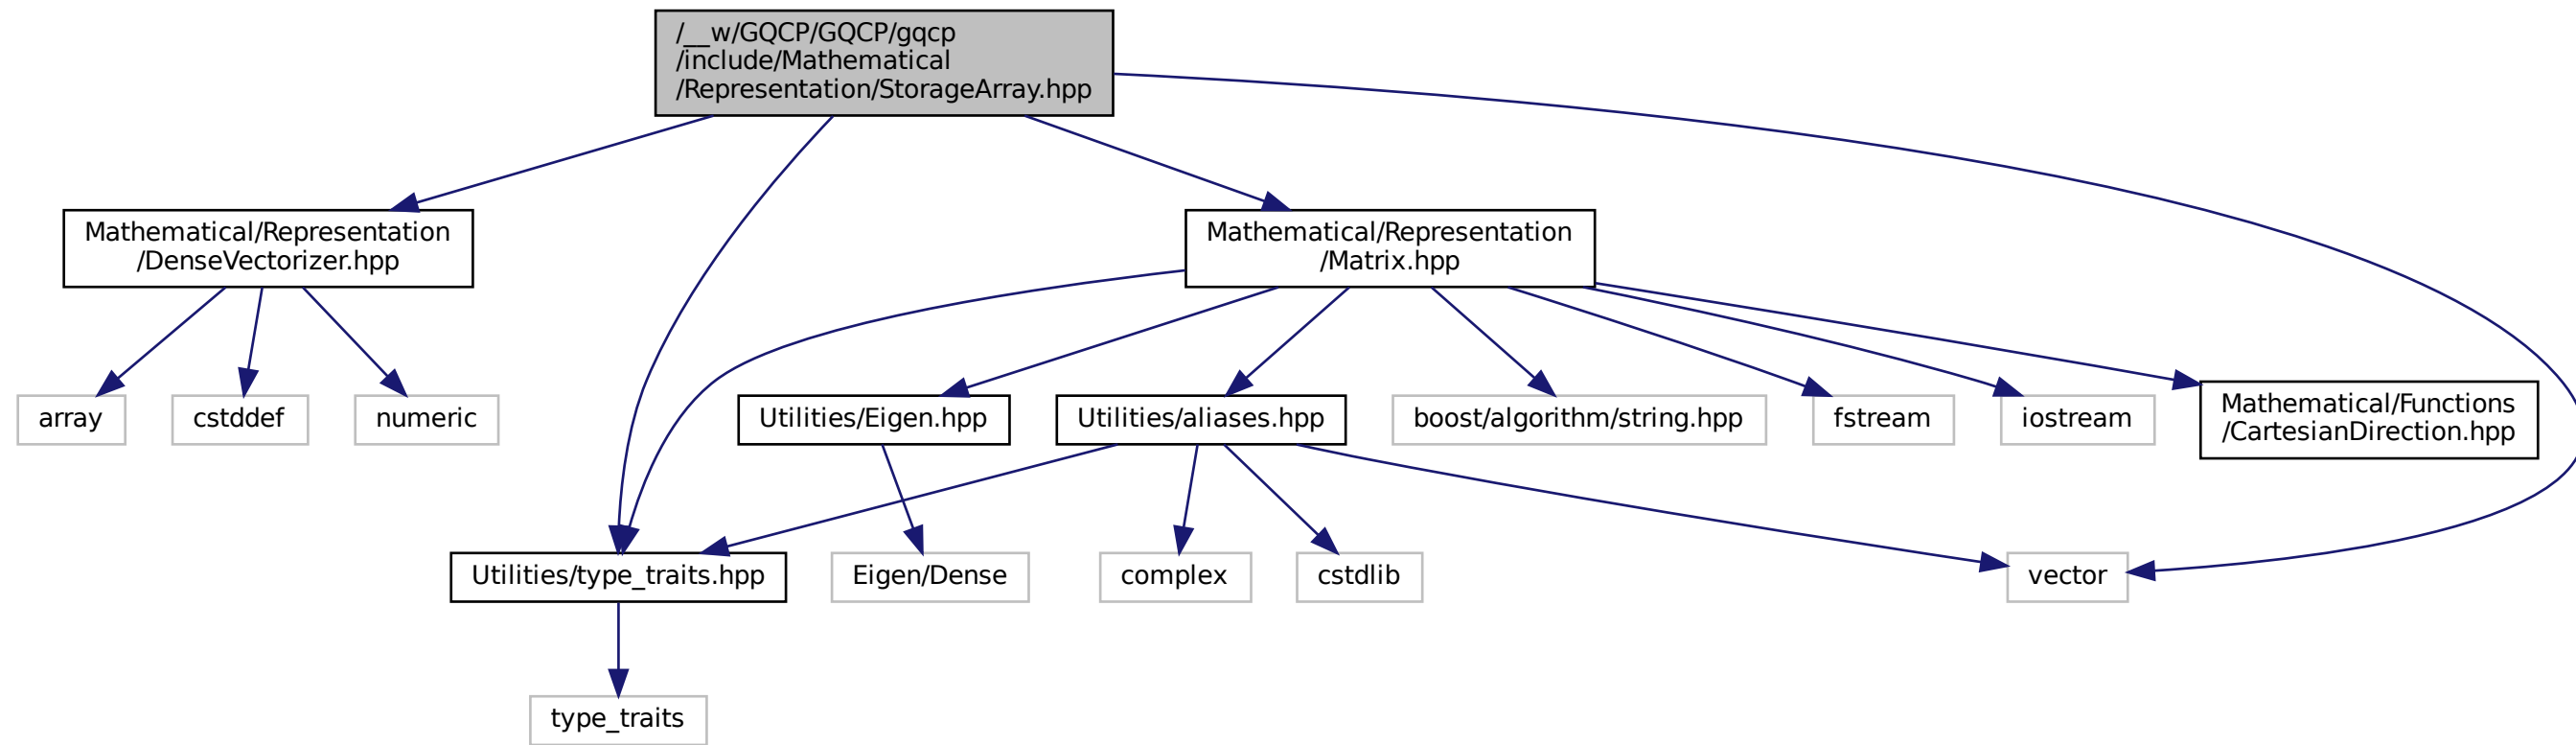 /__w/GQCP/GQCP/gqcp
/include/Mathematical
/Representation/StorageArray.hpp
Mathematical/Representation
/DenseVectorizer.hpp
Mathematical/Representation
/Matrix.hpp
array
cstddef
numeric
Utilities/Eigen.hpp
Utilities/aliases.hpp
boost/algorithm/string.hpp
fstream
iostream
Mathematical/Functions
/CartesianDirection.hpp
Utilities/type_traits.hpp
Eigen/Dense
complex
cstdlib
vector
type_traits